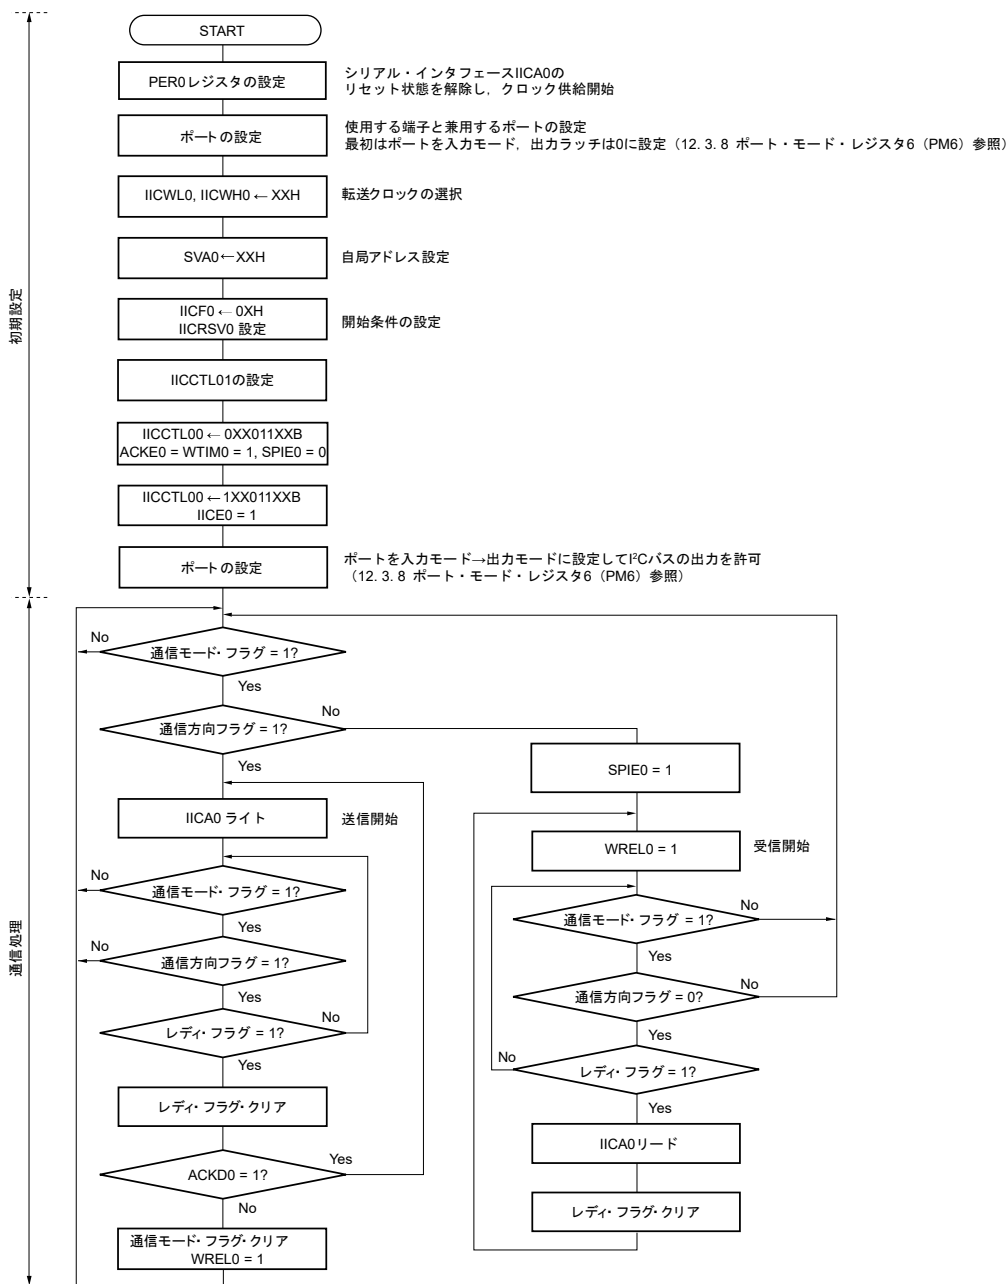 START
PER0レジスタの設定
シリアル・インタフェースIICA0の
リセット状態を解除し，クロック供給開始
ポートの設定
使用する端子と兼用するポートの設定
最初はポートを入力モード，出力ラッチは0に設定（12. 3. 8 ポート・モード・レジスタ6（PM6）参照）
IICWL0, IICWH0 ← XXH
転送クロックの選択
SVA0←XXH
自局アドレス設定
IICF0 ← 0XH
IICRSV0 設定
開始条件の設定
初期設定
IICCTL01の設定
IICCTL00 ← 0XX011XXB
ACKE0 = WTIM0 = 1, SPIE0 = 0
IICCTL00 ← 1XX011XXB
IICE0 = 1
ポートの設定
ポートを入力モード→出力モードに設定してI²Cバスの出力を許可
（12. 3. 8 ポート・モード・レジスタ6（PM6）参照）
通信処理
No
通信モード・フラグ = 1?
Yes
通信方向フラグ = 1?
No
Yes
IICA0 ライト
送信開始
No
通信モード・フラグ = 1?
Yes
No
通信方向フラグ = 1?
Yes
レディ・フラグ = 1?
No
Yes
レディ・フラグ・クリア
ACKD0 = 1?
Yes
No
通信モード・フラグ・クリア
WREL0 = 1
SPIE0 = 1
WREL0 = 1
受信開始
通信モード・フラグ = 1?
No
Yes
通信方向フラグ = 0?
No
Yes
No
レディ・フラグ = 1?
Yes
IICA0リード
レディ・フラグ・クリア